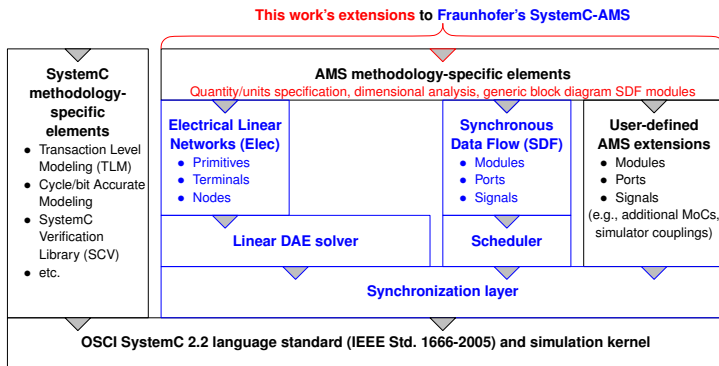 This work's extensions to Fraunhofer's SystemC-AMS
SystemC
methodology-
specific
elements
● Transaction Level
Modeling (TLM)
● Cycle/bit Accurate
Modeling
● SystemC
Verification
Library (SCV)
● etc.
AMS methodology-specific elements
Quantity/units specification, dimensional analysis, generic block diagram SDF modules
Electrical Linear
Networks (Elec)
● Primitives
● Terminals
● Nodes
Synchronous
Data Flow (SDF)
● Modules
● Ports
● Signals
User-defined
AMS extensions
● Modules
● Ports
● Signals
(e.g., additional MoCs,
simulator couplings)
Linear DAE solver
Scheduler
Synchronization layer
OSCI SystemC 2.2 language standard (IEEE Std. 1666-2005) and simulation kernel